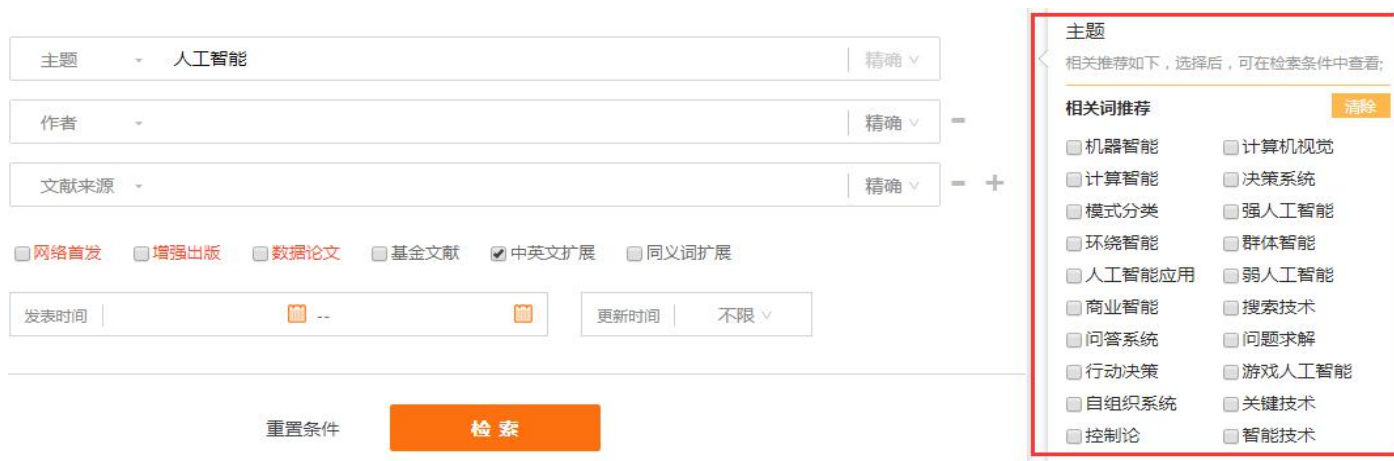 主题 人工智能 精确
作者 精确
文献来源 精确
网络首发 增强出版 数据论文 基金文献 中英文扩展 同义词扩展
发表时间 -- 更新时间 不限
重置条件 检索
主题
相关推荐如下，选择后，可在检索条件中查看;
相关词推荐 清除
机器智能 计算机视觉
计算智能 决策系统
模式分类 强人工智能
环绕智能 群体智能
人工智能应用 弱人工智能
商业智能 搜索技术
问答系统 问题求解
行动决策 游戏人工智能
自组织系统 关键技术
控制论 智能技术